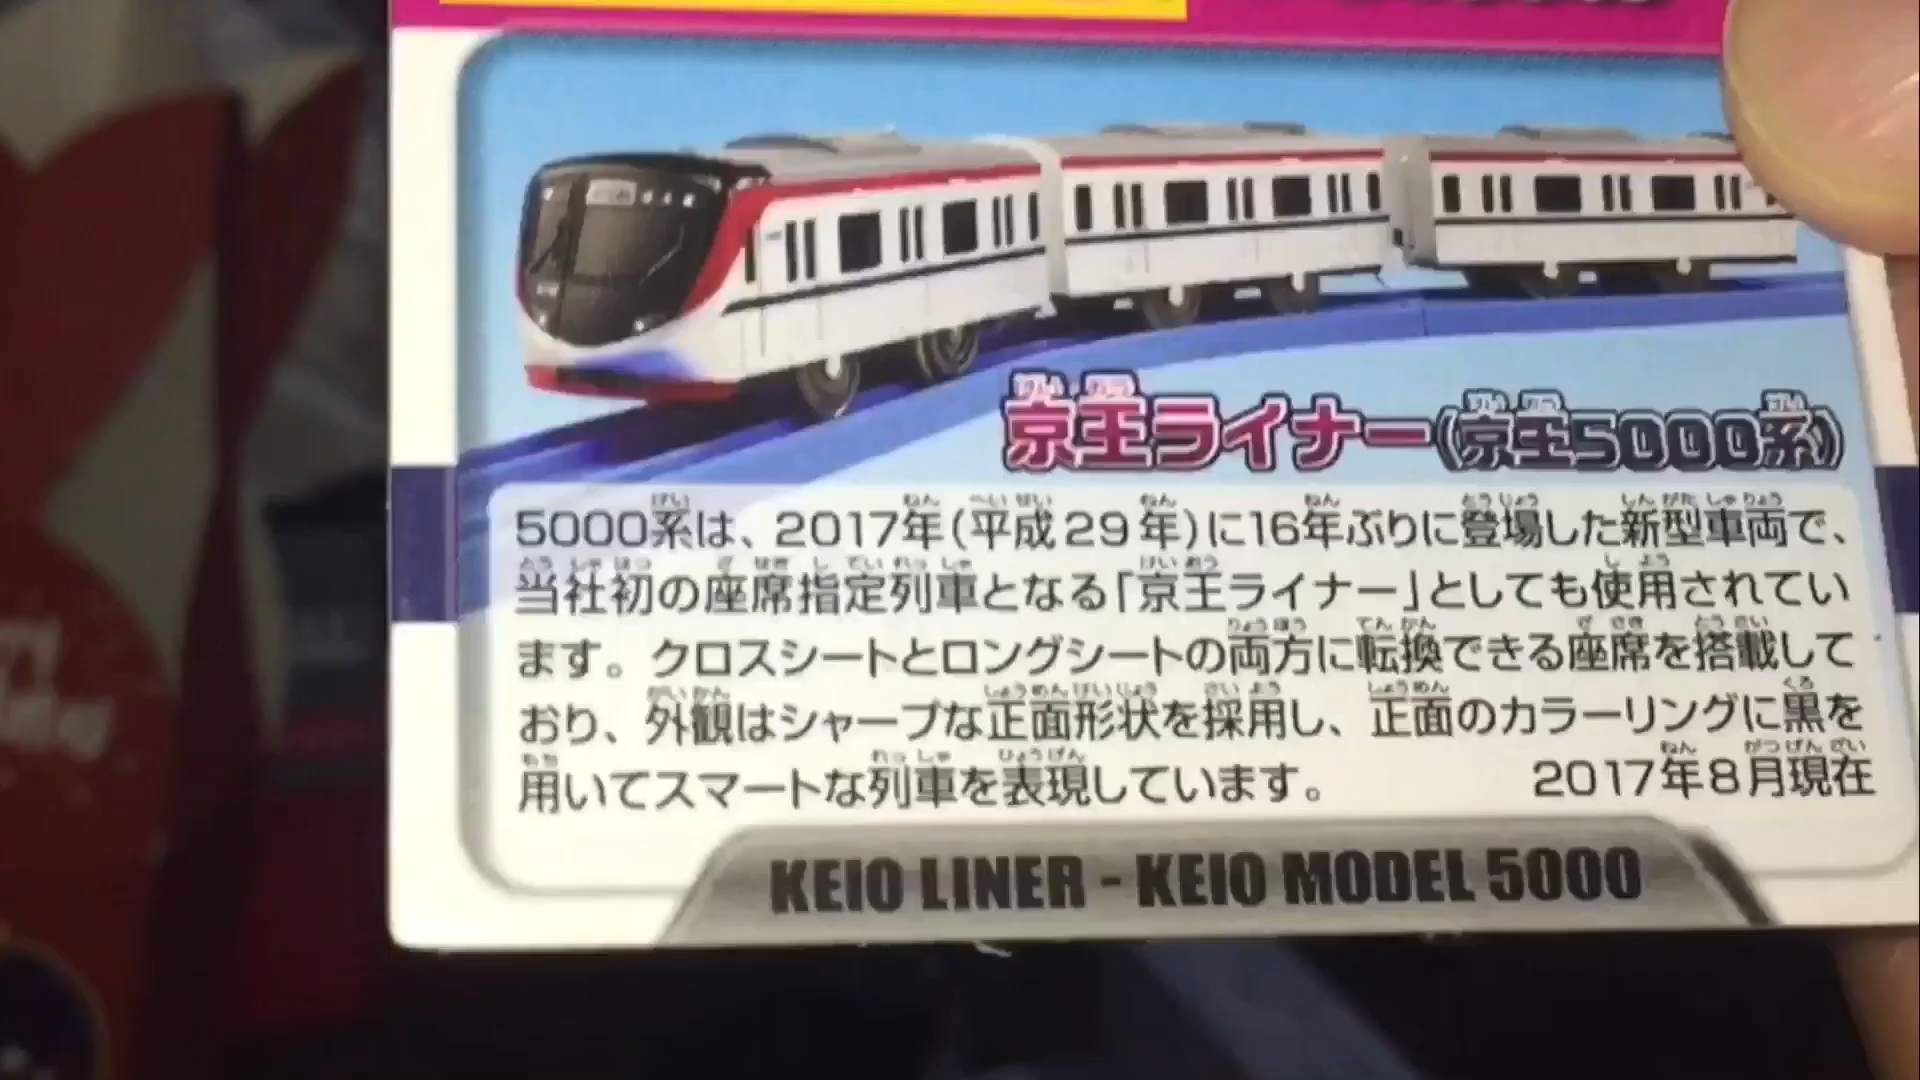 京王ライナー(京王5000系)
5000系は、2017年(平成29年)に16年ぶりに登場した新型車両で、
当社初の座席指定列車となる「京王ライナー」としても使用されてい
ます。クロスシートとロングシートの両方に転換できる座席を搭載して
おり、外観はシャープな正面形状を採用し、正面のカラーリングに黒を
用いてスマートな列車を表現しています。
2017年8月現在
KEIO LINER - KEIO MODEL 5000